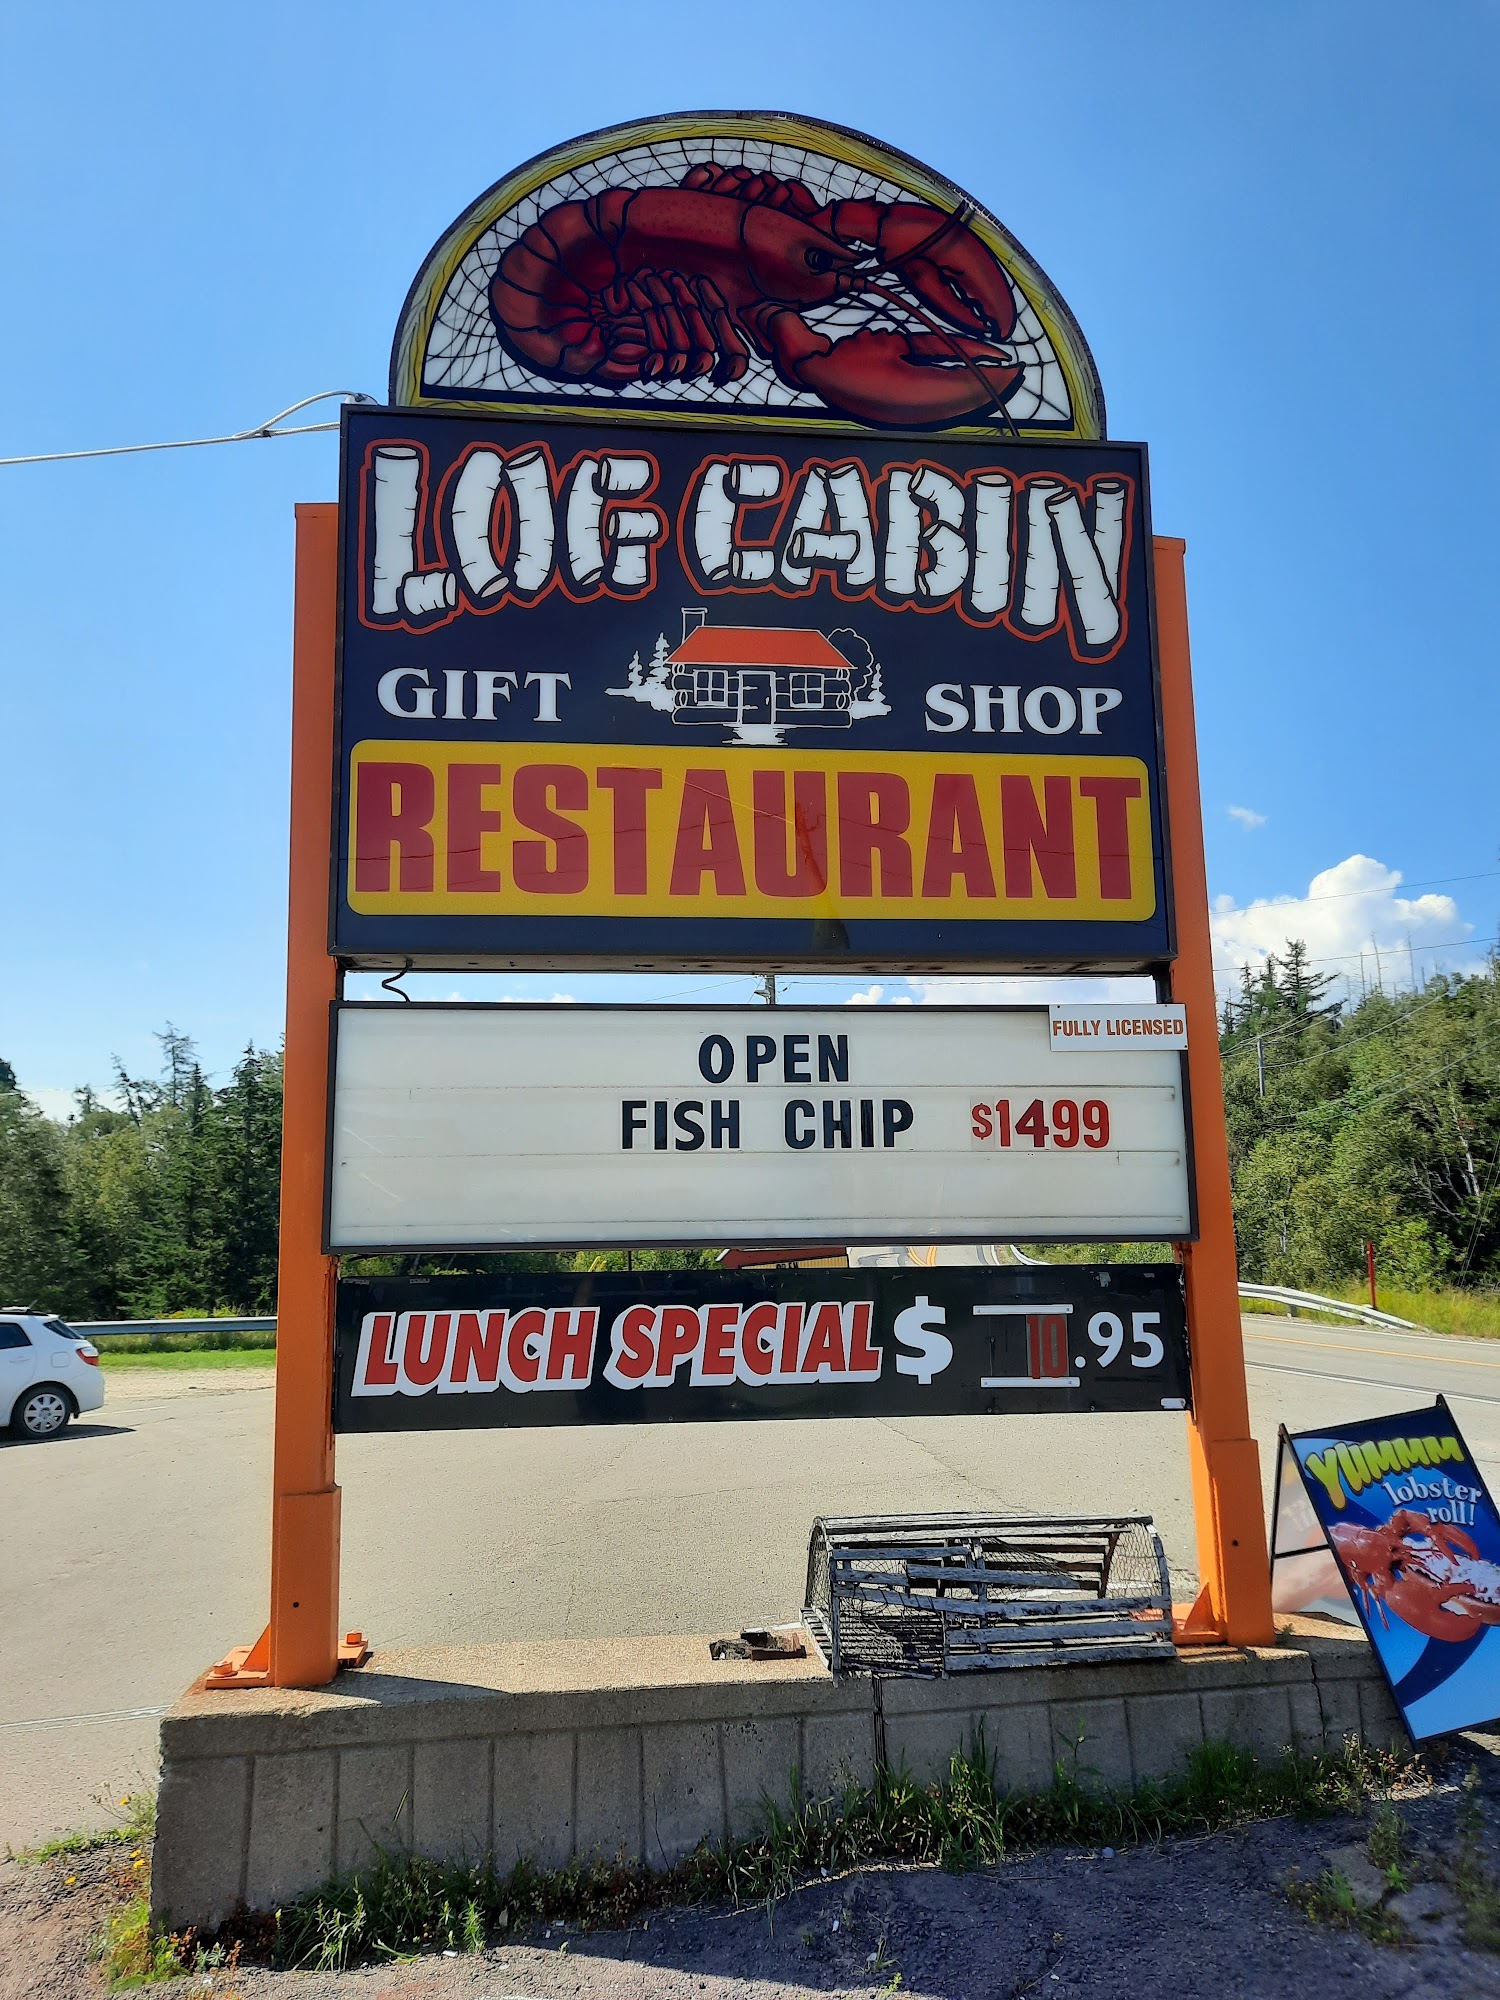 LOG CABIN
GIFT SHOP
RESTAURANT
FULLY LICENSED
OPEN
FISH CHIP $1499
LUNCH SPECIAL $ 10.95
YUMMM
lobster
roll!